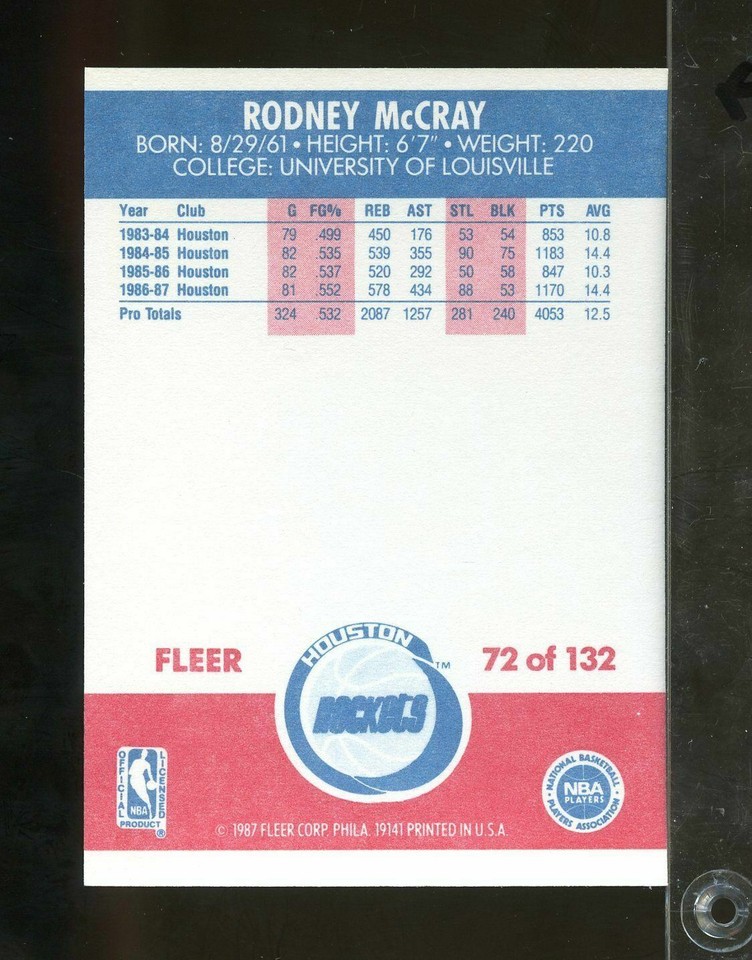 RODNEY McCRAY
BORN: 8/29/61 • HEIGHT: 6'7" • WEIGHT: 220
COLLEGE: UNIVERSITY OF LOUISVILLE
Year Club G FG% REB AST STL BLK PTS AVG
1983-84 Houston 79 .499 450 176 53 54 853 10.8
1984-85 Houston 82 .535 539 355 90 75 1183 14.4
1985-86 Houston 82 .537 520 292 50 58 847 10.3
1986-87 Houston 81 .552 578 434 88 53 1170 14.4
Pro Totals 324 .532 2087 1257 281 240 4053 12.5
HOUSTON
ROCKETS
TM
FLEER
72 of 132
OFFICIAL
LICENSED
NBA
PRODUCT ®
NATIONAL BASKETBALL
NBA
PLAYERS
PLAYERS ASSOCIATION
© 1987 FLEER CORP. PHILA. 19141 PRINTED IN U.S.A.